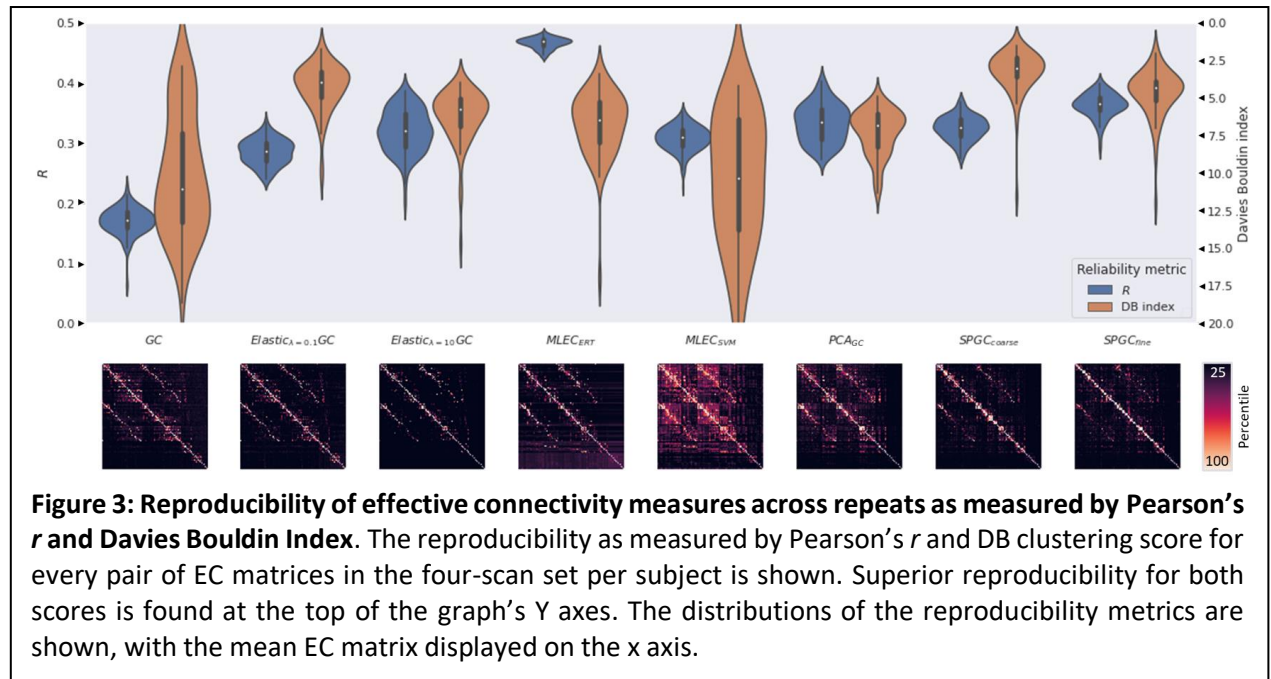 0.5 0.0
0.4 2.5
5.0
0.3 7.5
R 10.0 Davies Bouldin index
0.2 12.5
0.1 15.0
17.5
0.0 20.0
Reliability metric
R
DB index
GC Elasticλ=0.1GC Elasticλ=10GC MLECERT MLECSVM PCAGC SPGCcoarse SPGCfine
25
Percentile
100
Figure 3: Reproducibility of effective connectivity measures across repeats as measured by Pearson’s
r and Davies Bouldin Index. The reproducibility as measured by Pearson’s r and DB clustering score for
every pair of EC matrices in the four-scan set per subject is shown. Superior reproducibility for both
scores is found at the top of the graph’s Y axes. The distributions of the reproducibility metrics are
shown, with the mean EC matrix displayed on the x axis.